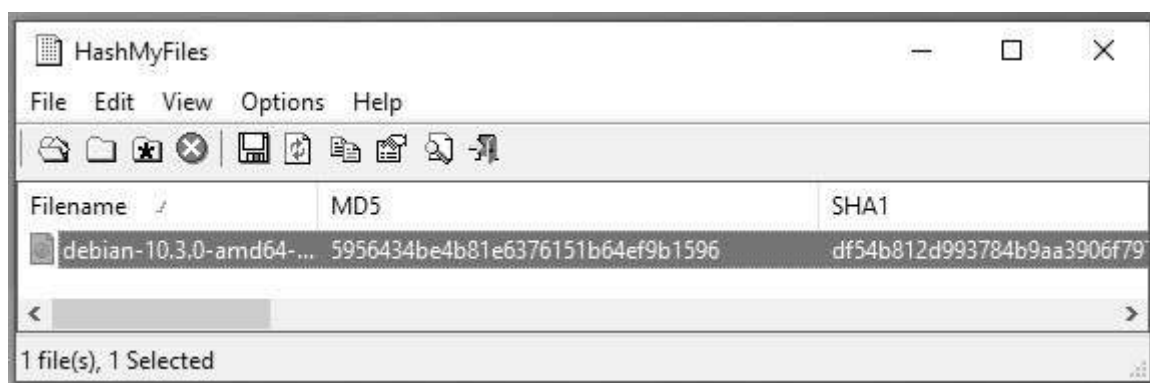 HashMyFiles
File Edit View Options Help
Filename MD5 SHA1
debian-10.3.0-amd64-... 5956434be4b81e6376151b64ef9b1596 df54b812d993784b9aa3906f79
1 file(s), 1 Selected